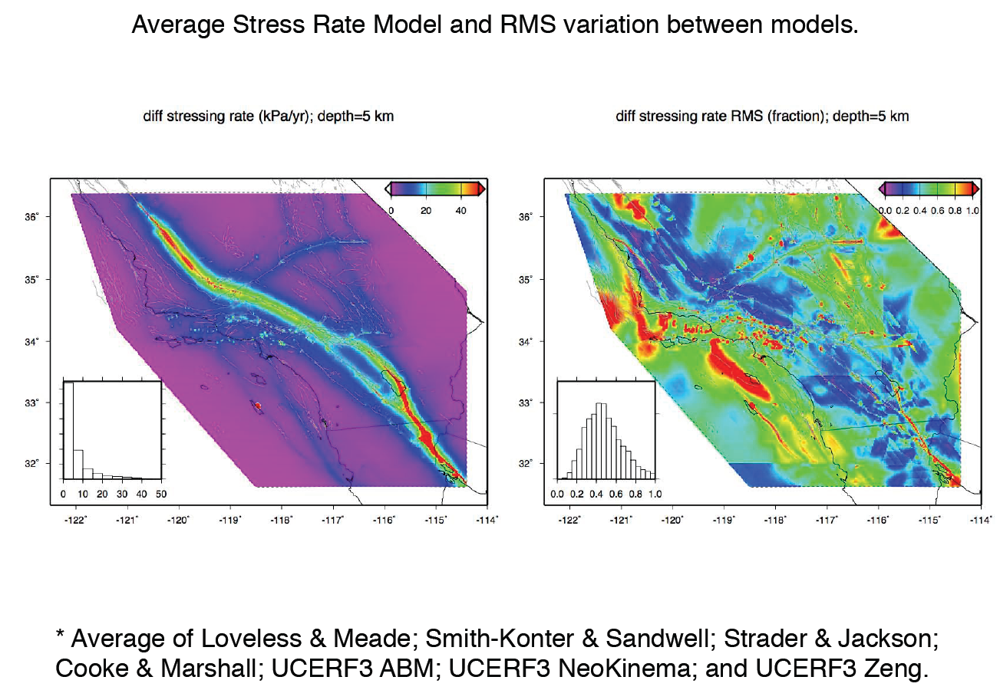 Average Stress Rate Model and RMS variation between models.
diff stressing rate (kPa/yr); depth=5 km
diff stressing rate RMS (fraction); depth=5 km
0 20 40
0.0 0.2 0.4 0.6 0.8 1.0
36°
35°
34°
33°
32°
36°
35°
34°
33°
32°
0 10 20 30 40 50
0.0 0.2 0.4 0.6 0.8 1.0
-122° -121° -120° -119° -118° -117° -116° -115° -114°
-122° -121° -120° -119° -118° -117° -116° -115° -114°
* Average of Loveless & Meade; Smith-Konter & Sandwell; Strader & Jackson;
Cooke & Marshall; UCERF3 ABM; UCERF3 NeoKinema; and UCERF3 Zeng.